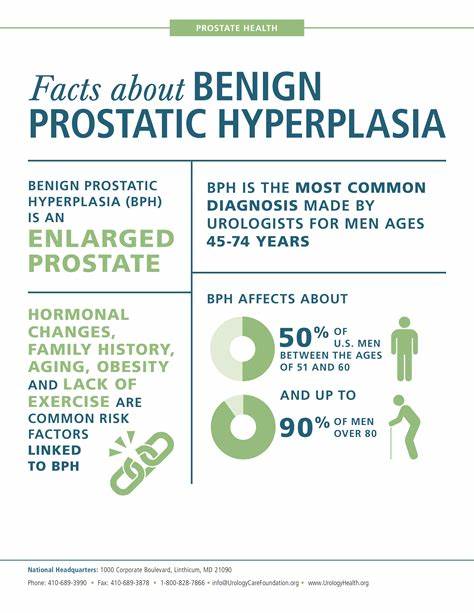 PROSTATE HEALTH
Facts about BENIGN
PROSTATIC HYPERPLASIA
BENIGN PROSTATIC
HYPERPLASIA (BPH)
IS AN
ENLARGED
PROSTATE
BPH IS THE MOST COMMON
DIAGNOSIS MADE BY
UROLOGISTS FOR MEN AGES
45-74 YEARS
HORMONAL
CHANGES,
FAMILY HISTORY,
AGING, OBESITY
AND LACK OF
EXERCISE ARE
COMMON RISK
FACTORS
LINKED
TO BPH
BPH AFFECTS ABOUT
50% OF
U.S. MEN
BETWEEN THE AGES
OF 51 AND 60
AND UP TO
90% OF MEN
OVER 80
National Headquarters: 1000 Corporate Boulevard, Linthicum, MD 21090
Phone: 410-689-3990 • Fax: 410-689-3878 • 1-800-828-7866 • info@UrologyCareFoundation.org • www.UrologyHealth.org